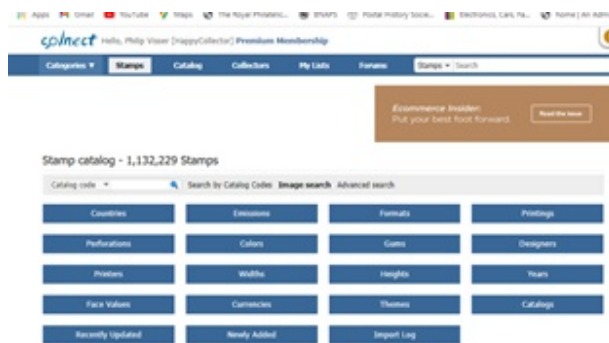 Apps M Gmail YouTube Maps The Royal Philatelic... BNAPS Postal History Socie... Electronics, Cars, Fa... Home | An Adm
colnect Hello, Philip Visser [HappyCollector] Premium Membership
Categories ▼ Stamps Catalog Collectors My Lists Forums Stamps ▾ Search
Ecommerce Insider:
Put your best foot forward.
Read the Issue
Stamp catalog - 1,132,229 Stamps
Catalog code ▾ Search by Catalog Codes Image search Advanced search
Countries Emissions Formats Printings
Perforations Colors Gums Designers
Printers Widths Heights Years
Face Values Currencies Themes Catalogs
Recently Updated Newly Added Import Log